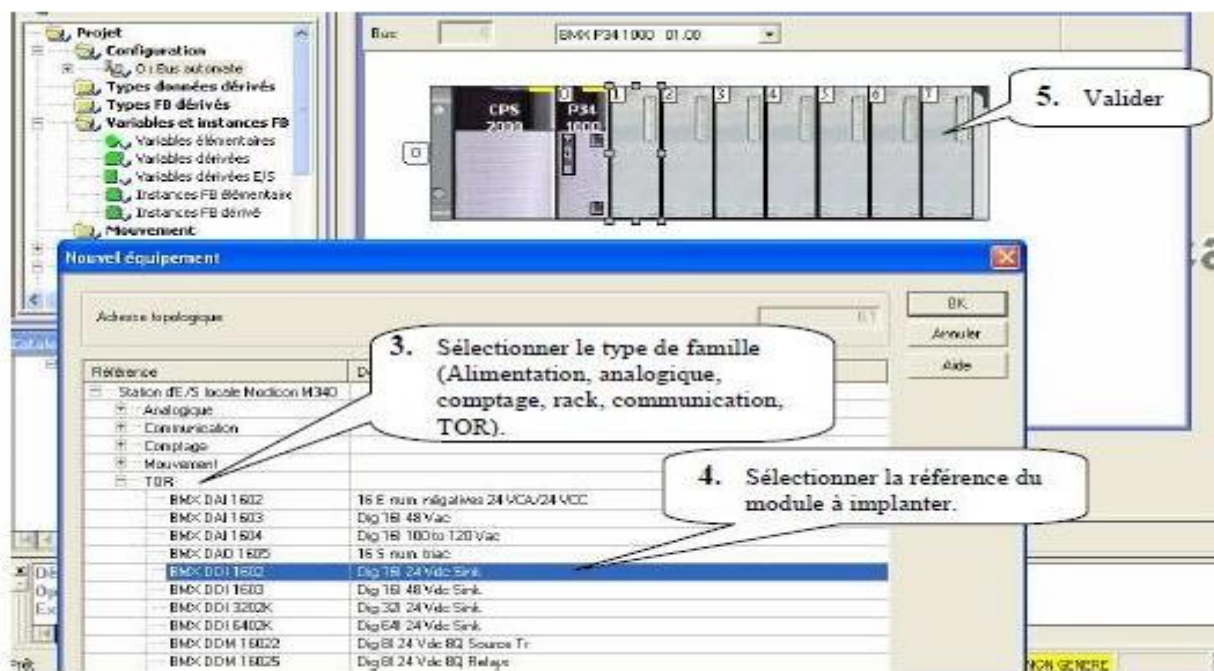 Projet
Configuration
0 : Bus automate
Types données dérivés
Types FB dérivés
Variables et instances FB
Variables élémentaires
Variables dérivées
Variables dérivées E/S
Instances FB élémentaire
Instances FB dérivé
Mouvement
Bus:
BMX P34 1000 01.00
0
CPS
2000
P34
1000
0
1
2
3
4
5
6
7
5. Valider
Nouvel équipement
Adresse topologique
0.1
OK
Annuler
Aide
3. Sélectionner le type de famille
(Alimentation, analogique,
comptage, rack, communication,
TOR).
Référence
Station d'E/S locale Modicon M340
Analogique
Communication
Comptage
Mouvement
TOR
4. Sélectionner la référence du
module à implanter.
BMX DAI 1602 16 E num. négatives 24 VCA/24 VCC
BMX DAI 1603 Dig 16I 48 Vac
BMX DAI 1604 Dig 16I 100 to 120 Vac
BMX DAO 1605 16 S num. triac
BMX DDI 1602 Dig 16I 24 Vdc Sink
BMX DDI 1603 Dig 16I 48 Vdc Sink
BMX DDI 3202K Dig 32I 24 Vdc Sink
BMX DDI 6402K Dig 64I 24 Vdc Sink
BMX DDM 16022 Dig 8I 24 Vdc 8Q Source Tr
BMX DDM 16025 Dig 8I 24 Vdc 8Q Relays
NON GENERE